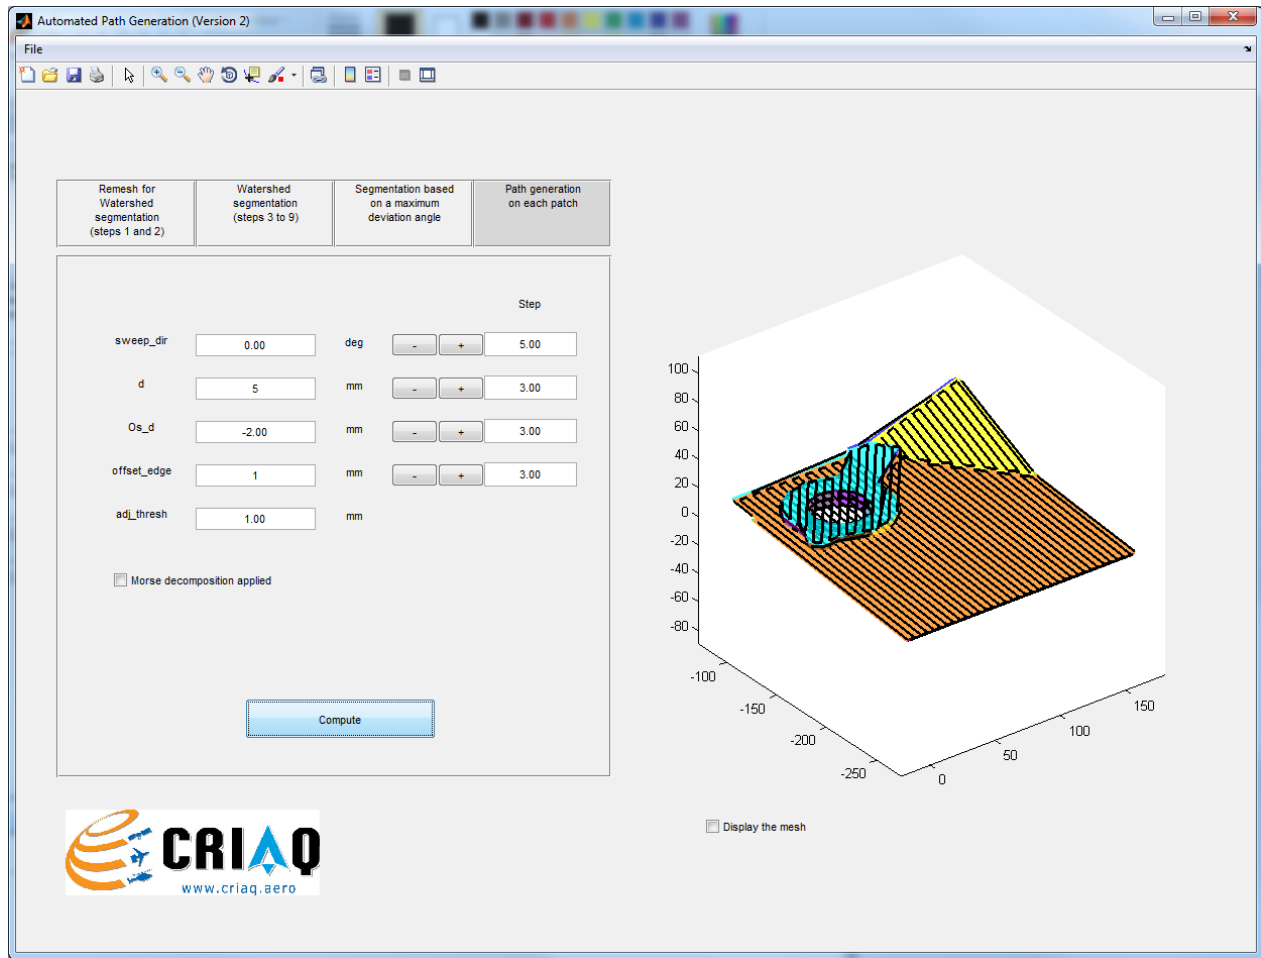 Automated Path Generation (Version 2)
File
Remesh for
Watershed
segmentation
(steps 1 and 2)
Watershed
segmentation
(steps 3 to 9)
Segmentation based
on a maximum
deviation angle
Path generation
on each patch
Step
sweep_dir 0.00 deg - + 5.00
d 5 mm - + 3.00
Os_d -2.00 mm - + 3.00
offset_edge 1 mm - + 3.00
adj_thresh 1.00 mm
Morse decomposition applied
Compute
100
80
60
40
20
0
-20
-40
-60
-80
-100
-150
-200
-250
0
50
100
150
Display the mesh
CRIAQ
www.criaq.aero